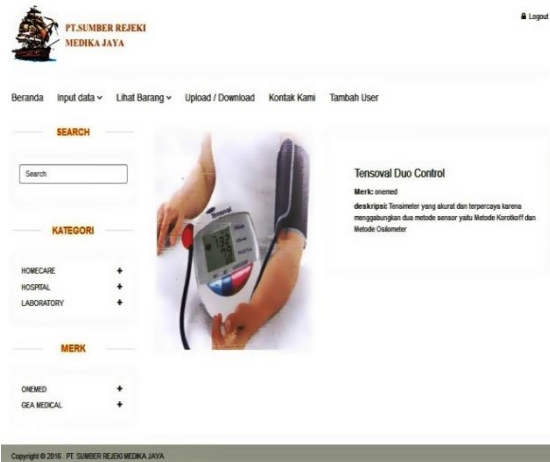 PT.SUMBER REJEKI
MEDIKA JAYA
Logout
Beranda Input data Lihat Barang Upload / Download Kontak Kami Tambah User
SEARCH
Search
KATEGORI
HOMECARE +
HOSPITAL +
LABORATORY +
MERK
ONEMED +
GEA MEDICAL +
Tensoval
Tensoval Duo Control
Merk: onemed
deskripsi: Tensimeter yang akurat dan terpercaya karena
menggabungkan dua metode sensor yaitu Metode Korotkoff dan
Metode Osilometer
Copyright © 2016 PT. SUMBER REJEKI MEDIKA JAYA